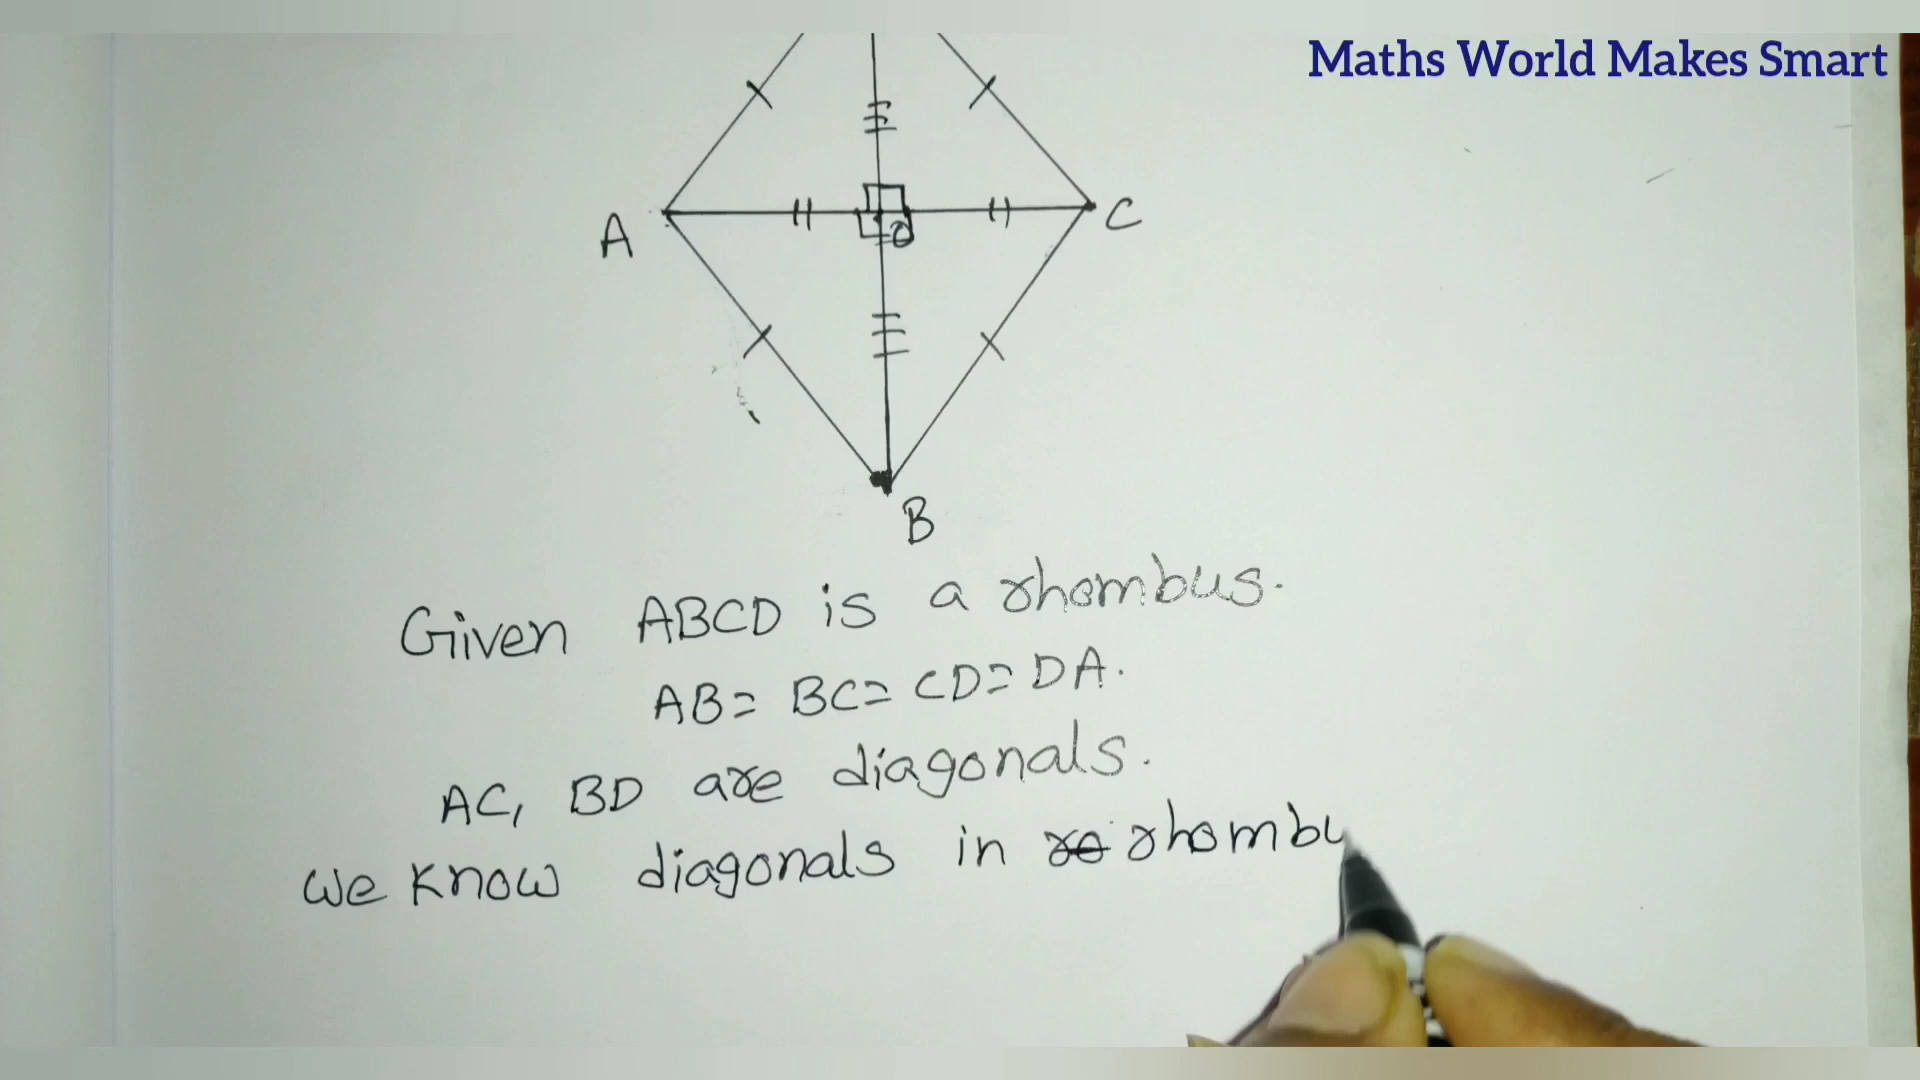 Maths World Makes Smart
A
C
O
B
Given ABCD is a rhombus.
AB = BC = CD = DA.
AC, BD are diagonals.
We know diagonals in rhombu